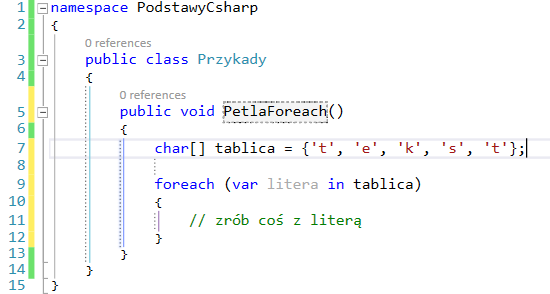 1 namespace PodstawyCsharp
2 {
0 references
3 public class Przykady
4 {
0 references
5 public void PetlaForeach()
6 {
7 char[] tablica = {'t', 'e', 'k', 's', 't'};
8
9 foreach (var litera in tablica)
10 {
11 // zrób coś z literą
12 }
13 }
14 }
15 }